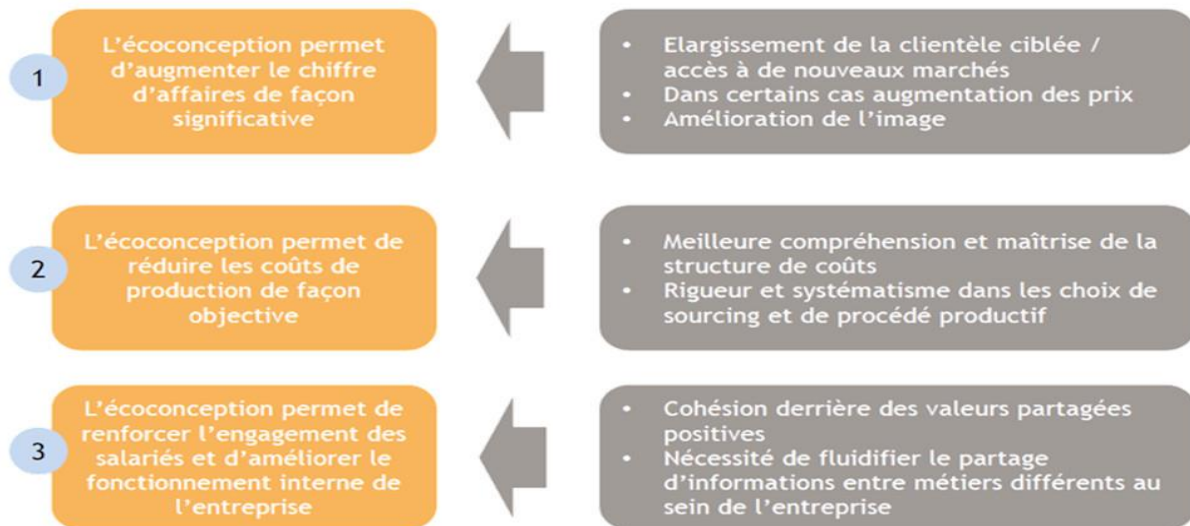 1
L'écoconception permet
d'augmenter le chiffre
d'affaires de façon
significative
• Elargissement de la clientèle ciblée /
accès à de nouveaux marchés
• Dans certains cas augmentation des prix
• Amélioration de l'image
2
L'écoconception permet de
réduire les coûts de
production de façon
objective
• Meilleure compréhension et maîtrise de la
structure de coûts
• Rigueur et systématisme dans les choix de
sourcing et de procédé productif
3
L'écoconception permet de
renforcer l'engagement des
salariés et d'améliorer le
fonctionnement interne de
l'entreprise
• Cohésion derrière des valeurs partagées
positives
• Nécessité de fluidifier le partage
d'informations entre métiers différents au
sein de l'entreprise